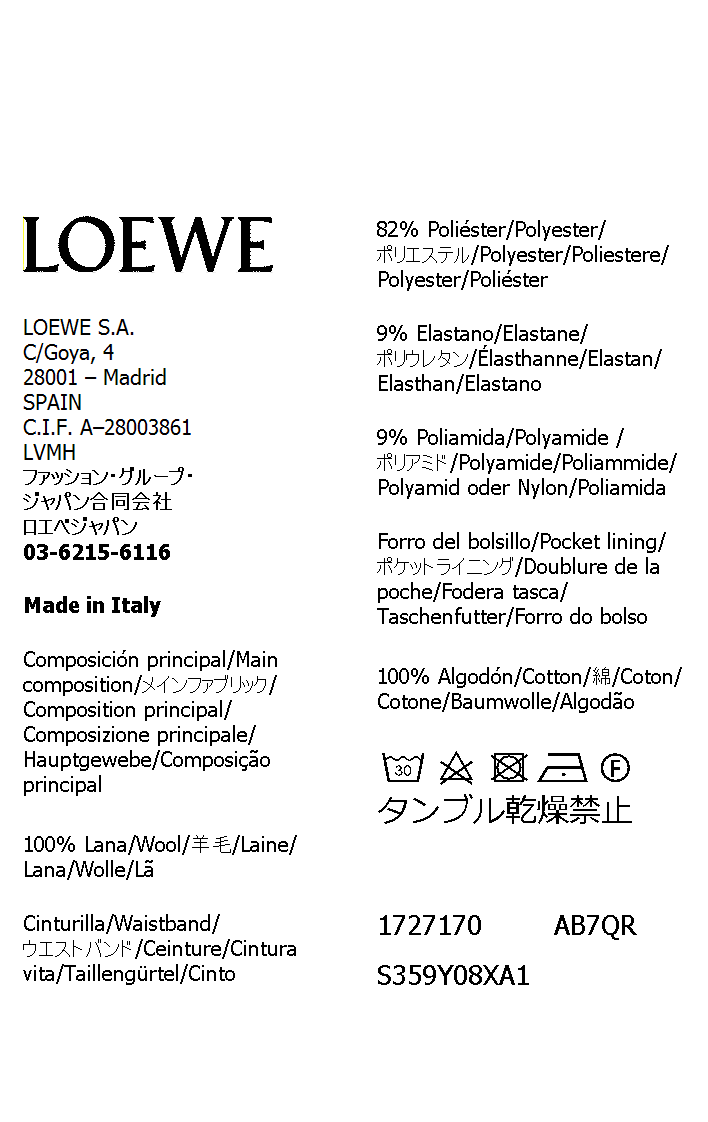 LOEWE
LOEWE S.A.
C/Goya, 4
28001 – Madrid
SPAIN
C.I.F. A–28003861
LVMH
ファッション・グループ・
ジャパン合同会社
ロエベジャパン
03-6215-6116
Made in Italy
Composición principal/Main
composition/メインファブリック/
Composition principal/
Composizione principale/
Hauptgewebe/Composição
principal
100% Lana/Wool/羊毛/Laine/
Lana/Wolle/Lã
Cinturilla/Waistband/
ウエストバンド/Ceinture/Cintura
vita/Taillengürtel/Cinto
82% Poliéster/Polyester/
ポリエステル/Polyester/Poliestere/
Polyester/Poliéster
9% Elastano/Elastane/
ポリウレタン/Élasthanne/Elastan/
Elasthan/Elastano
9% Poliamida/Polyamide /
ポリアミド/Polyamide/Poliammide/
Polyamid oder Nylon/Poliamida
Forro del bolsillo/Pocket lining/
ポケットライニング/Doublure de la
poche/Fodera tasca/
Taschenfutter/Forro do bolso
100% Algodón/Cotton/綿/Coton/
Cotone/Baumwolle/Algodão
30 F
タンブル乾燥禁止
1727170 AB7QR
S359Y08XA1